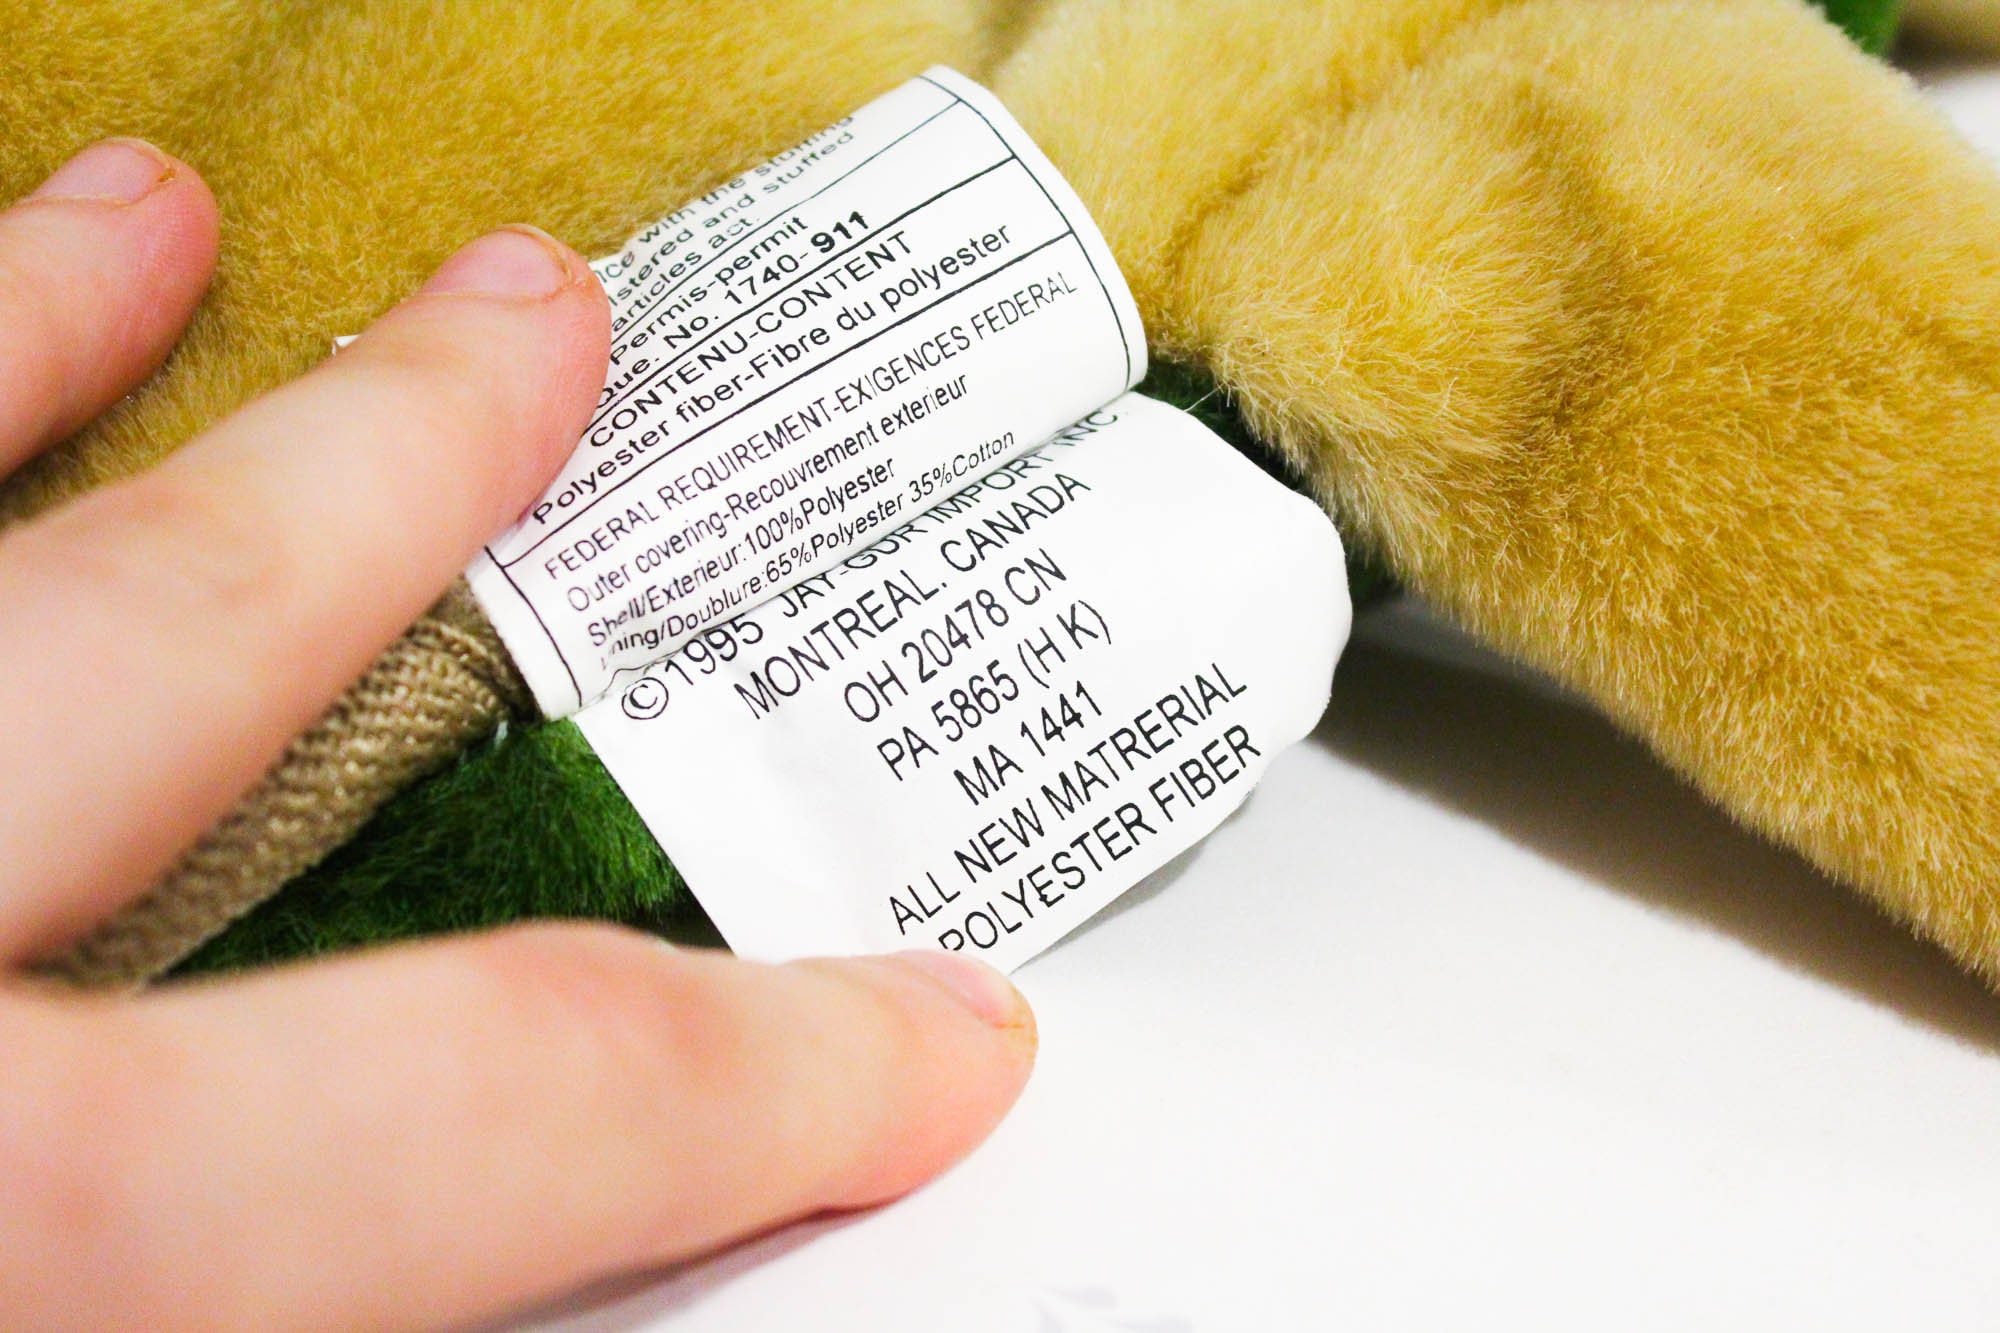 with the stuffing
and stuffed
articles act.
Permis-permit
Que. No. 1740-911
CONTENU-CONTENT
Polyester fiber-Fibre du polyester
FEDERAL REQUIREMENT-EXIGENCES FEDERAL
Outer covering-Recouvrement exterieur
Shell/Exterieur:100%Polyester
Lining/Doublure:65%Polyester 35%Cotton
©1995 JAY-GUR IMPORT INC.
MONTREAL. CANADA
OH 20478 CN
PA 5865 (H K)
MA 1441
ALL NEW MATRERIAL
POLYESTER FIBER